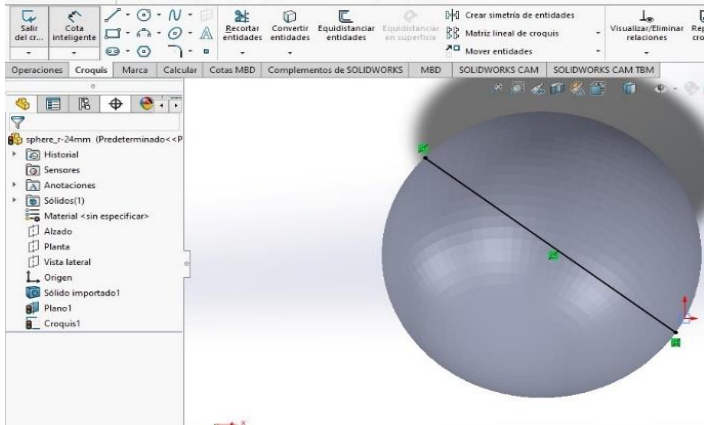 Salir del cr...
Cota inteligente
Recortar entidades
Convertir entidades
Equidistanciar entidades
Equidistanciar en superficie
Crear simetría de entidades
Matriz lineal de croquis
Mover entidades
Visualizar/Eliminar relaciones
Rep
cro
Operaciones Croquis Marca Calcular Cotas MBD Complementos de SOLIDWORKS MBD SOLIDWORKS CAM SOLIDWORKS CAM TBM
sphere_r-24mm (Predeterminado<<P
Historial
Sensores
Anotaciones
Sólidos(1)
Material <sin especificar>
Alzado
Planta
Vista lateral
Origen
Sólido importado1
Plano1
Croquis1
x